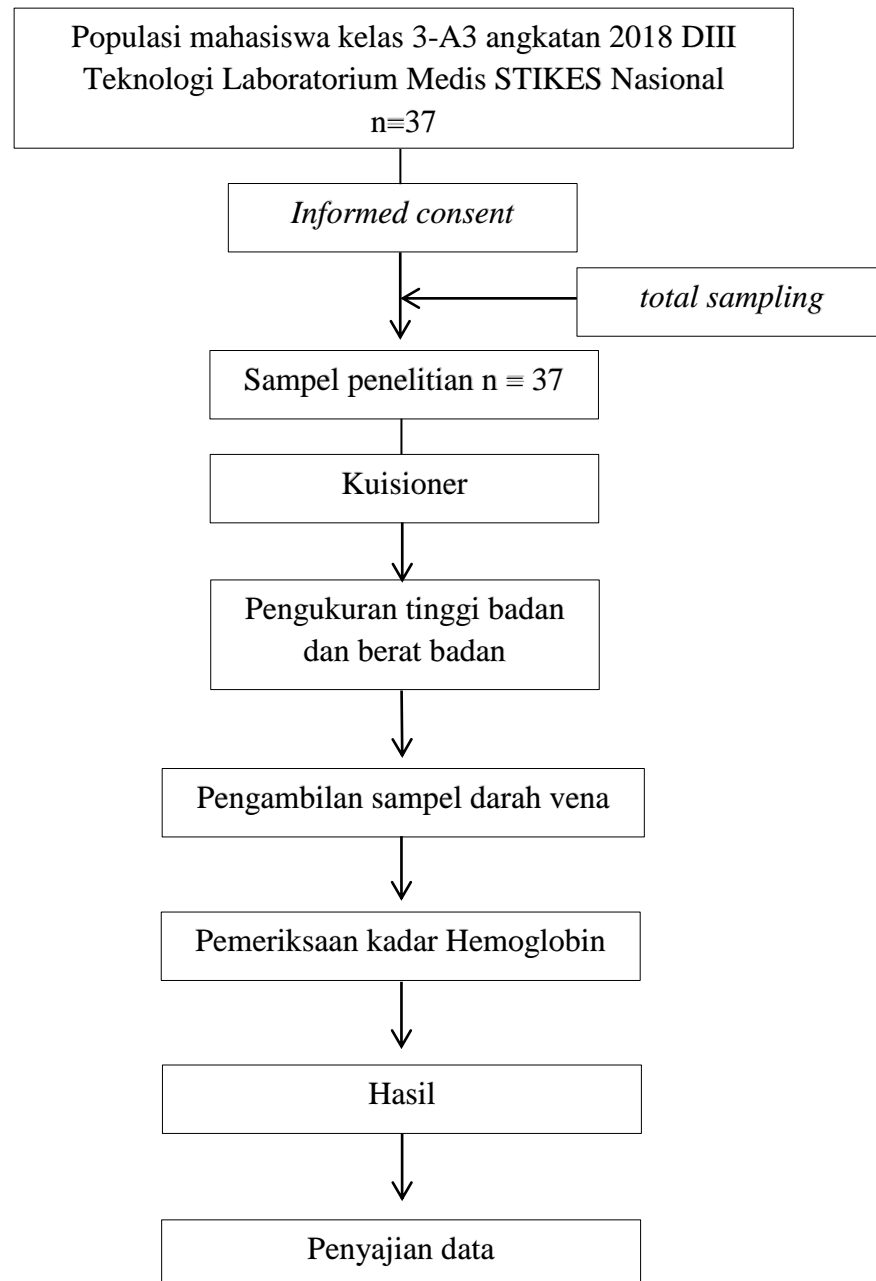 Populasi mahasiswa kelas 3-A3 angkatan 2018 DIII
Teknologi Laboratorium Medis STIKES Nasional
n=37
Informed consent
total sampling
Sampel penelitian n = 37
Kuisioner
Pengukuran tinggi badan
dan berat badan
Pengambilan sampel darah vena
Pemeriksaan kadar Hemoglobin
Hasil
Penyajian data